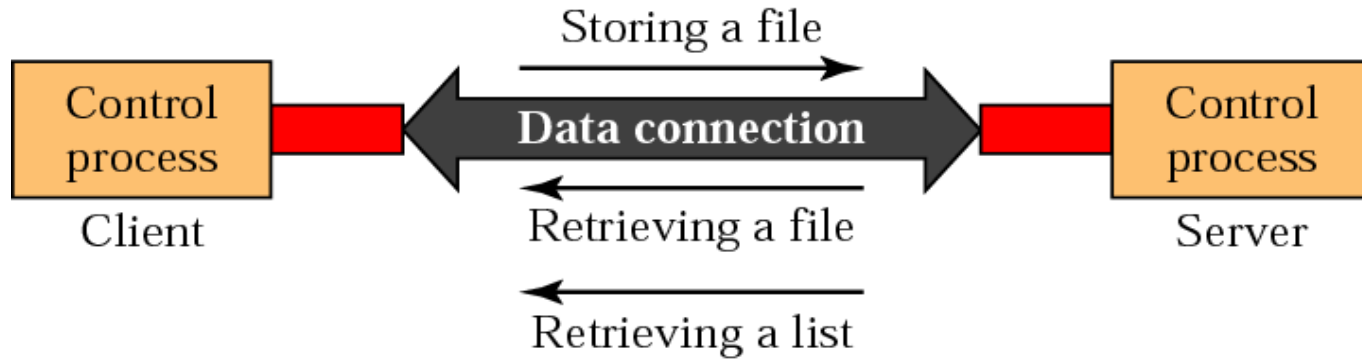 Storing a file
Control
process
Client
Data connection
Control
process
Server
Retrieving a file
Retrieving a list